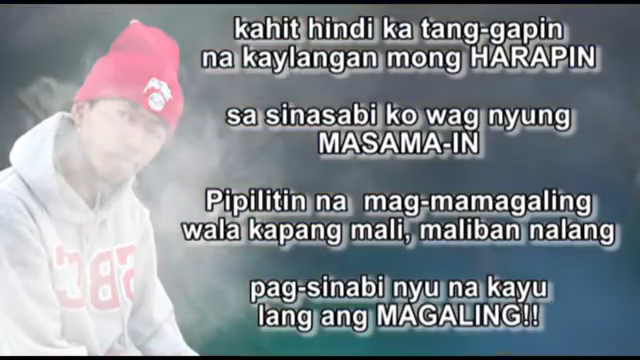 kahit hindi ka tang-gapin
na kaylangan mong HARAPIN
sa sinasabi ko wag nyung
MASAMA-IN
Pipilitin na mag-mamagaling
wala kapang mali, maliban nalang
pag-sinabi nyu na kayu
lang ang MAGALING!!
SBC